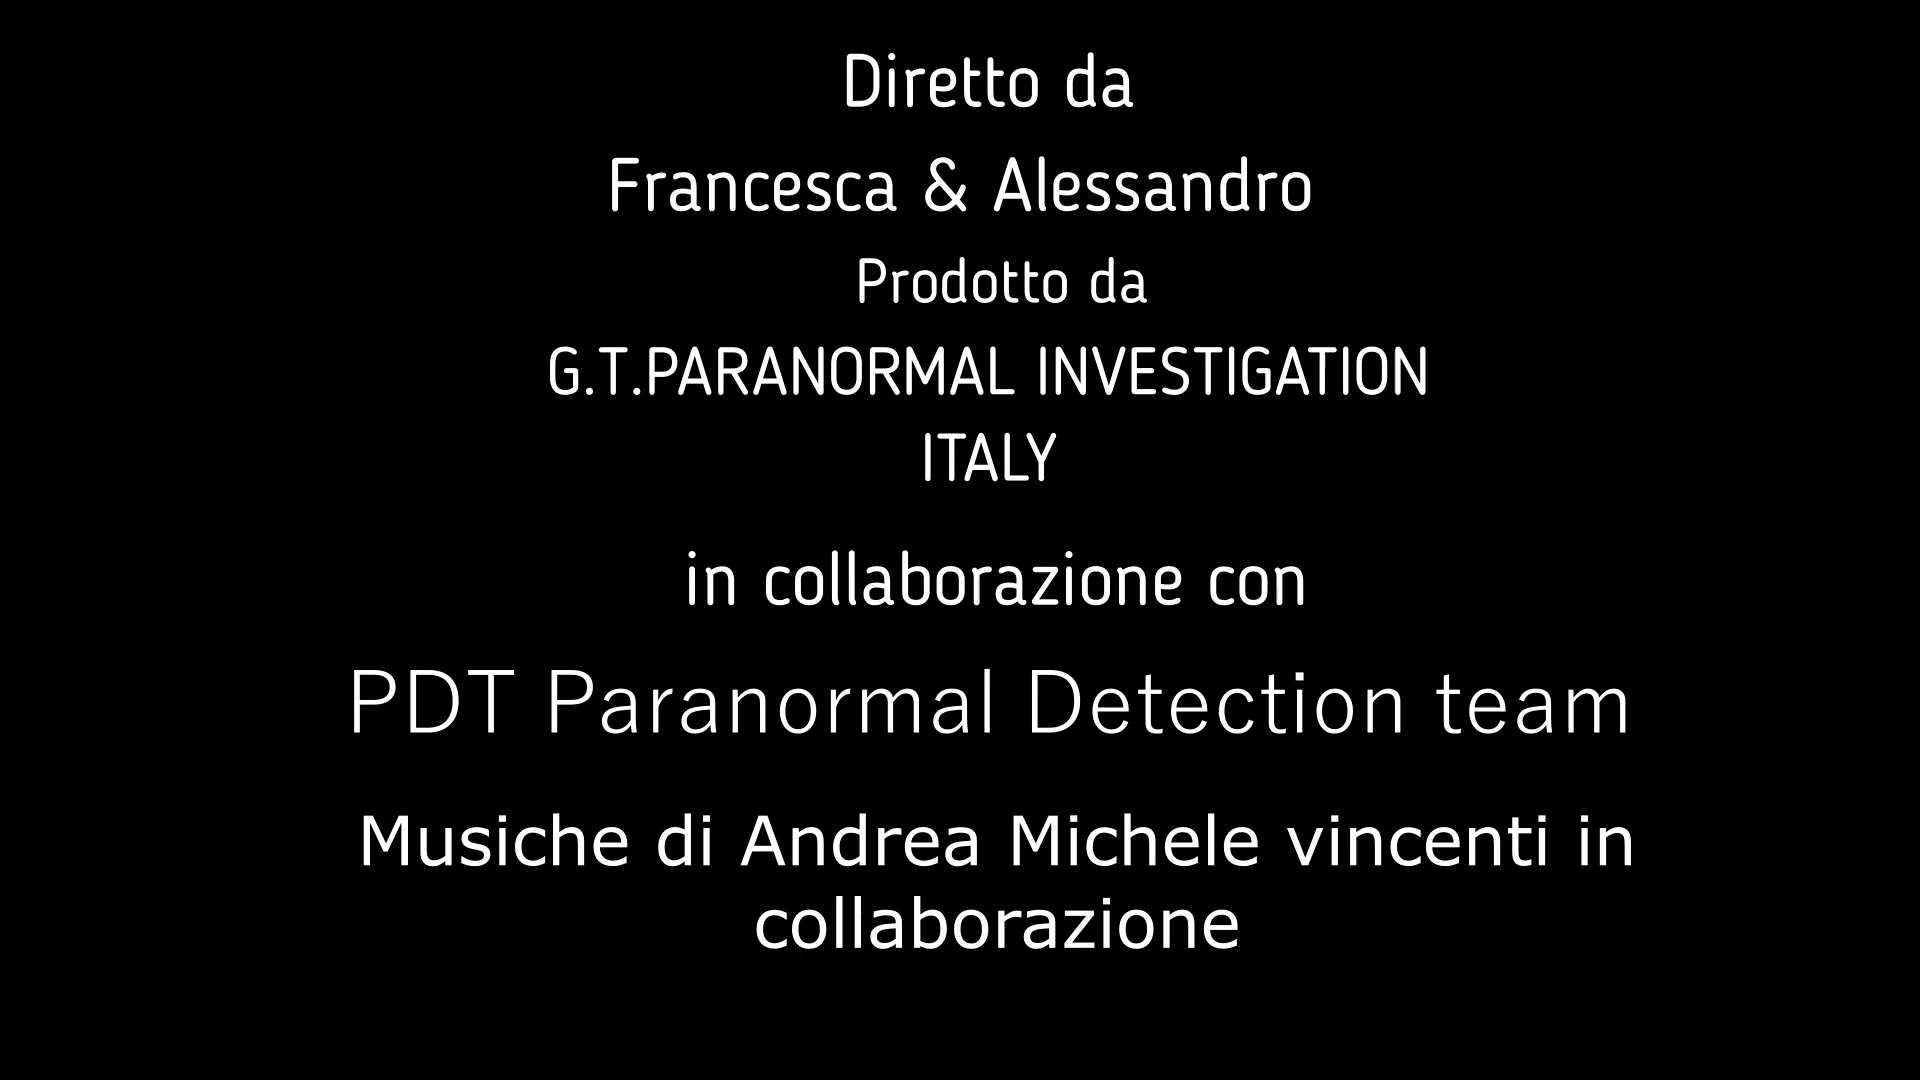 Diretto da
Francesca & Alessandro
Prodotto da
G.T.PARANORMAL INVESTIGATION
ITALY
in collaborazione con
PDT Paranormal Detection team
Musiche di Andrea Michele vincenti in
collaborazione